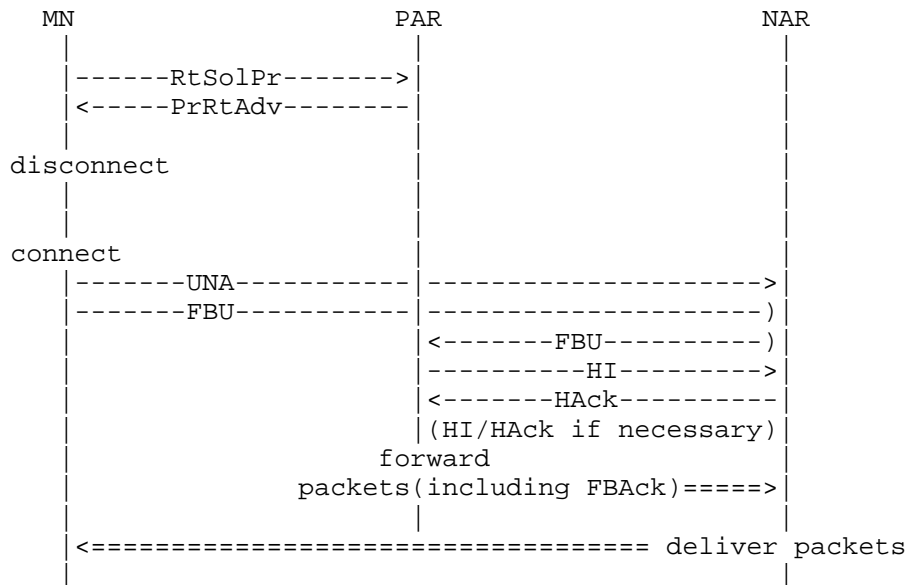 MN PAR NAR
| | |
|------RtSolPr------->| |
|<-----PrRtAdv--------| |
| | |
disconnect | |
| | |
| | |
connect | |
|-------UNA-----------|--------------------->|
|-------FBU-----------|---------------------)|
| |<-------FBU----------)|
| |----------HI--------->|
| |<-------HAck----------|
| |(HI/HAck if necessary)|
| forward |
| packets(including FBAck)=====>|
| | |
|<=================================== deliver packets
| |